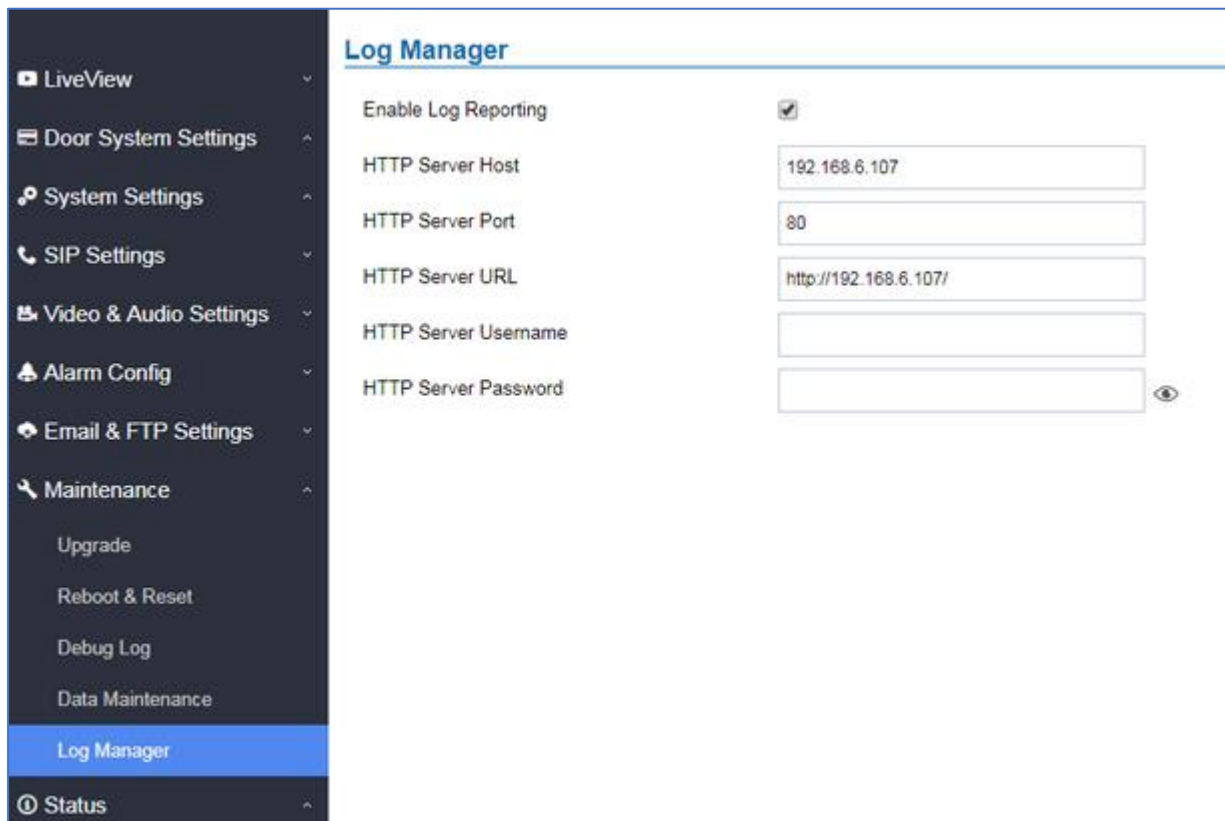 LiveView
Door System Settings
System Settings
SIP Settings
Video & Audio Settings
Alarm Config
Email & FTP Settings
Maintenance
Upgrade
Reboot & Reset
Debug Log
Data Maintenance
Log Manager
Status
Log Manager
Enable Log Reporting
HTTP Server Host 192.168.6.107
HTTP Server Port 80
HTTP Server URL http://192.168.6.107/
HTTP Server Username
HTTP Server Password